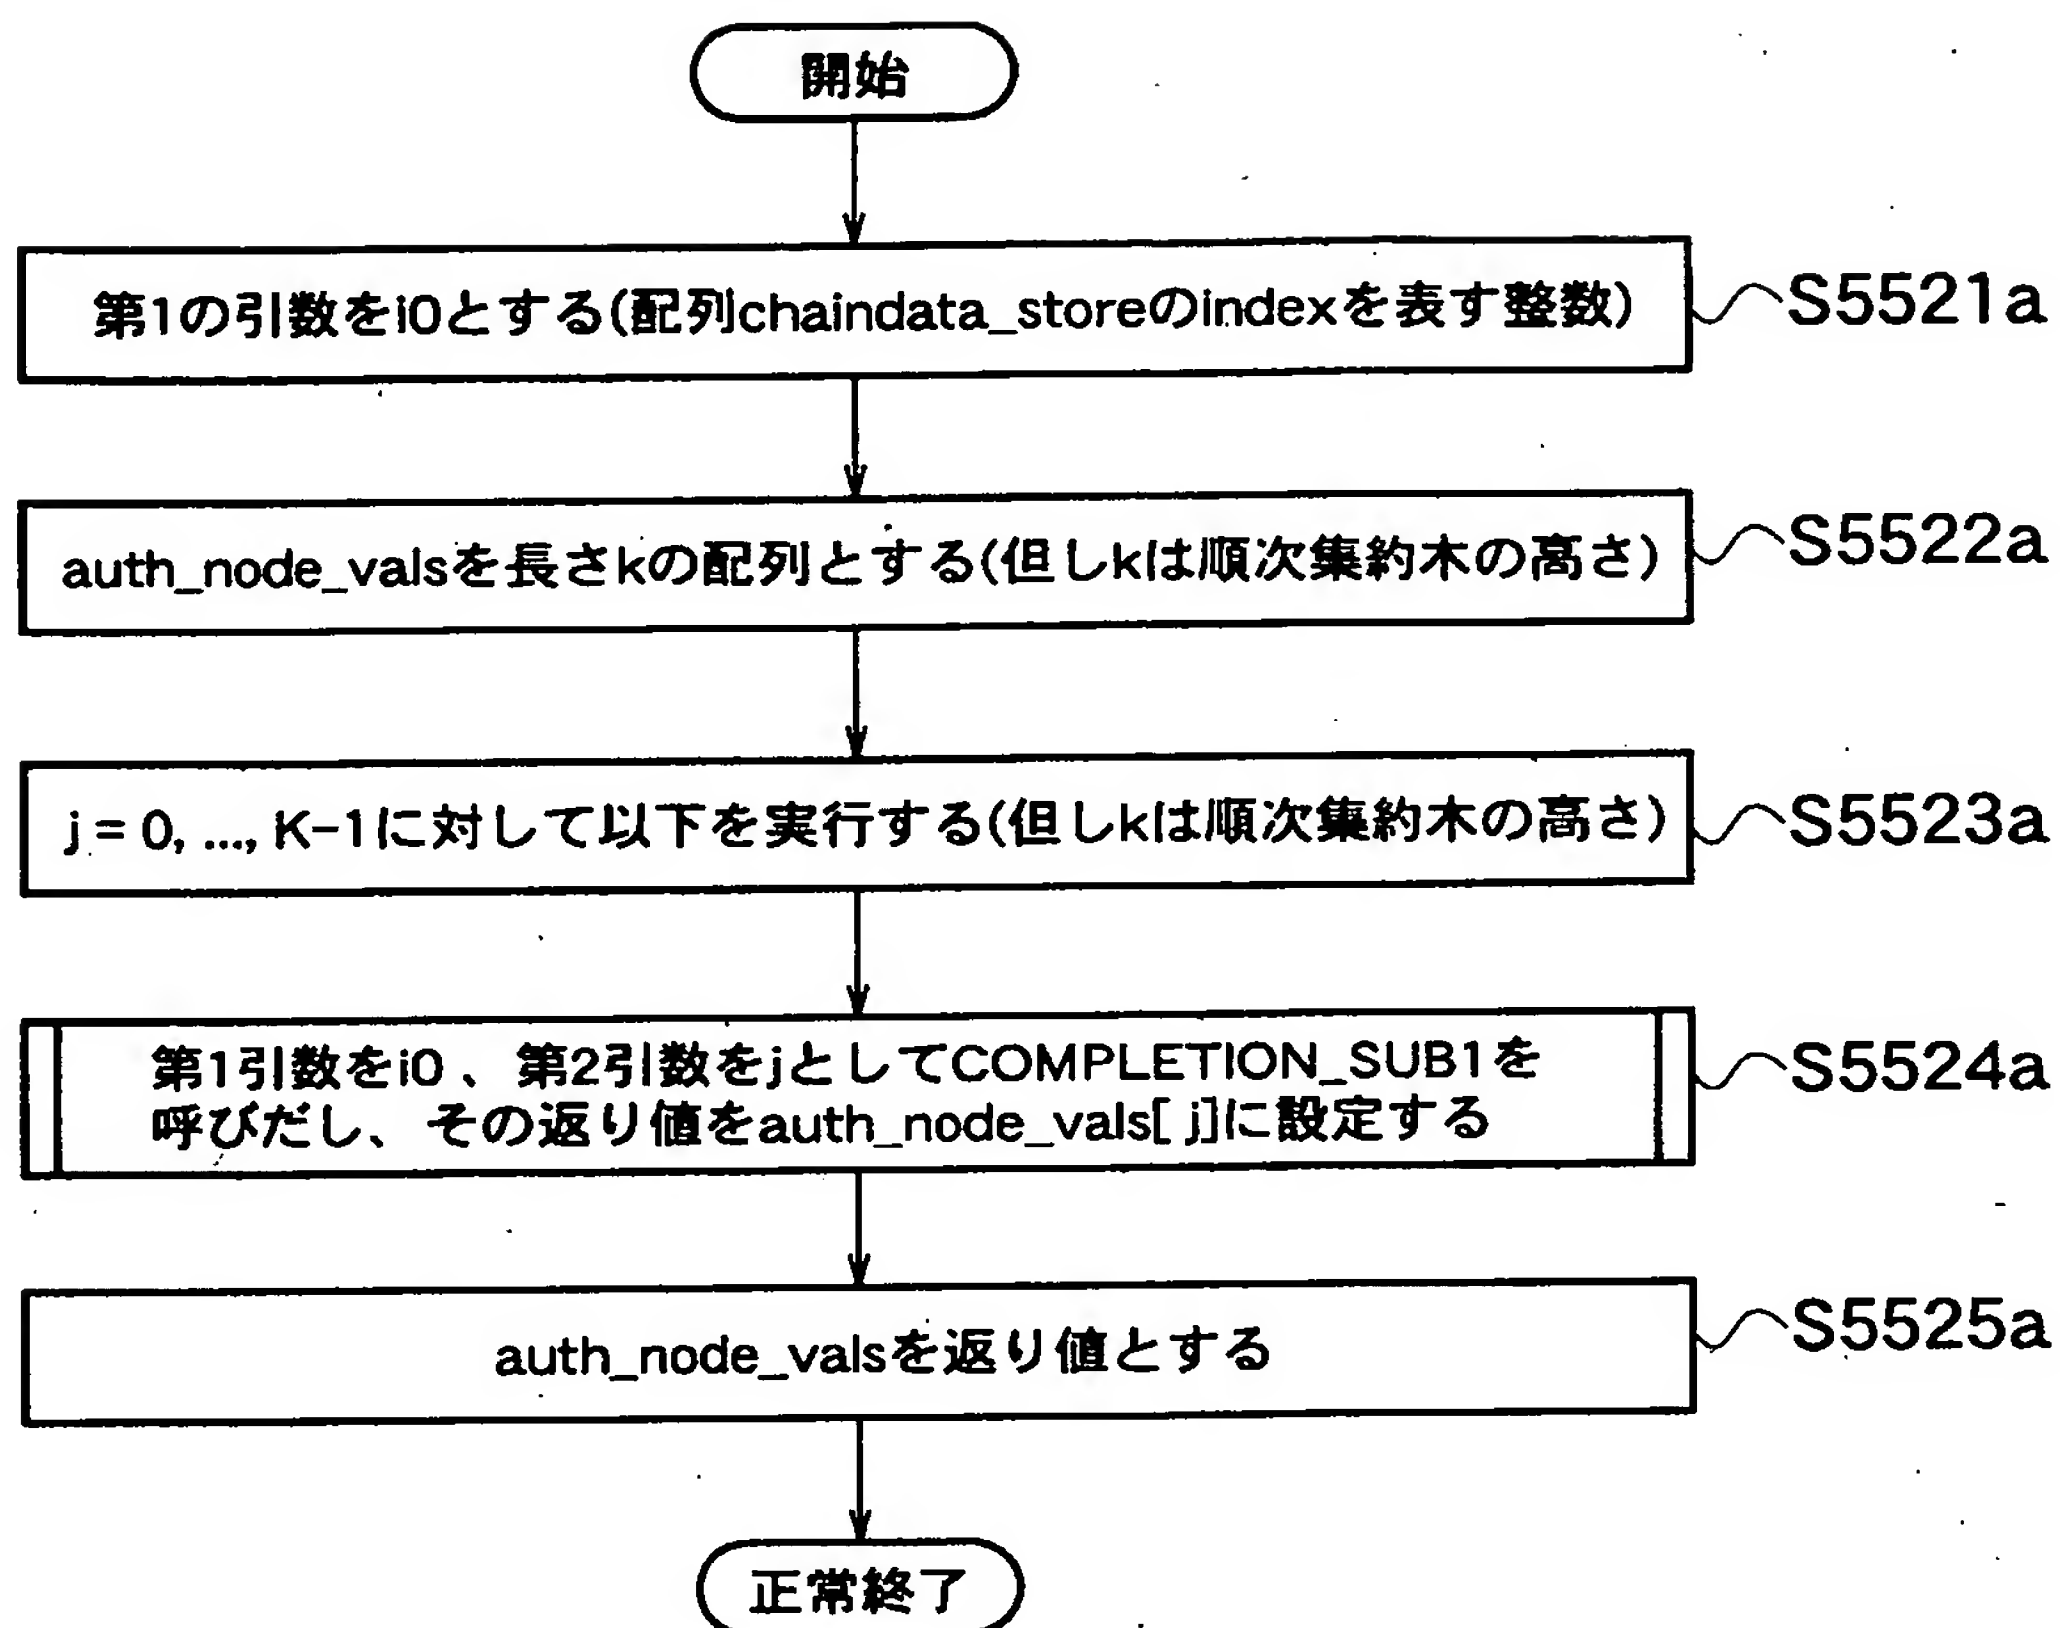 開始
第1の引数をi0とする(配列chaindata_storeのindexを表す整数)
S5521a
auth_node_valsを長さkの配列とする(但しkは順次集約木の高さ)
S5522a
j = 0, ..., K-1に対して以下を実行する(但しkは順次集約木の高さ)
S5523a
第1引数をi0、第2引数をjとしてCOMPLETION_SUB1を
呼びだし、その返り値をauth_node_vals[ j]に設定する
S5524a
auth_node_valsを返り値とする
S5525a
正常終了